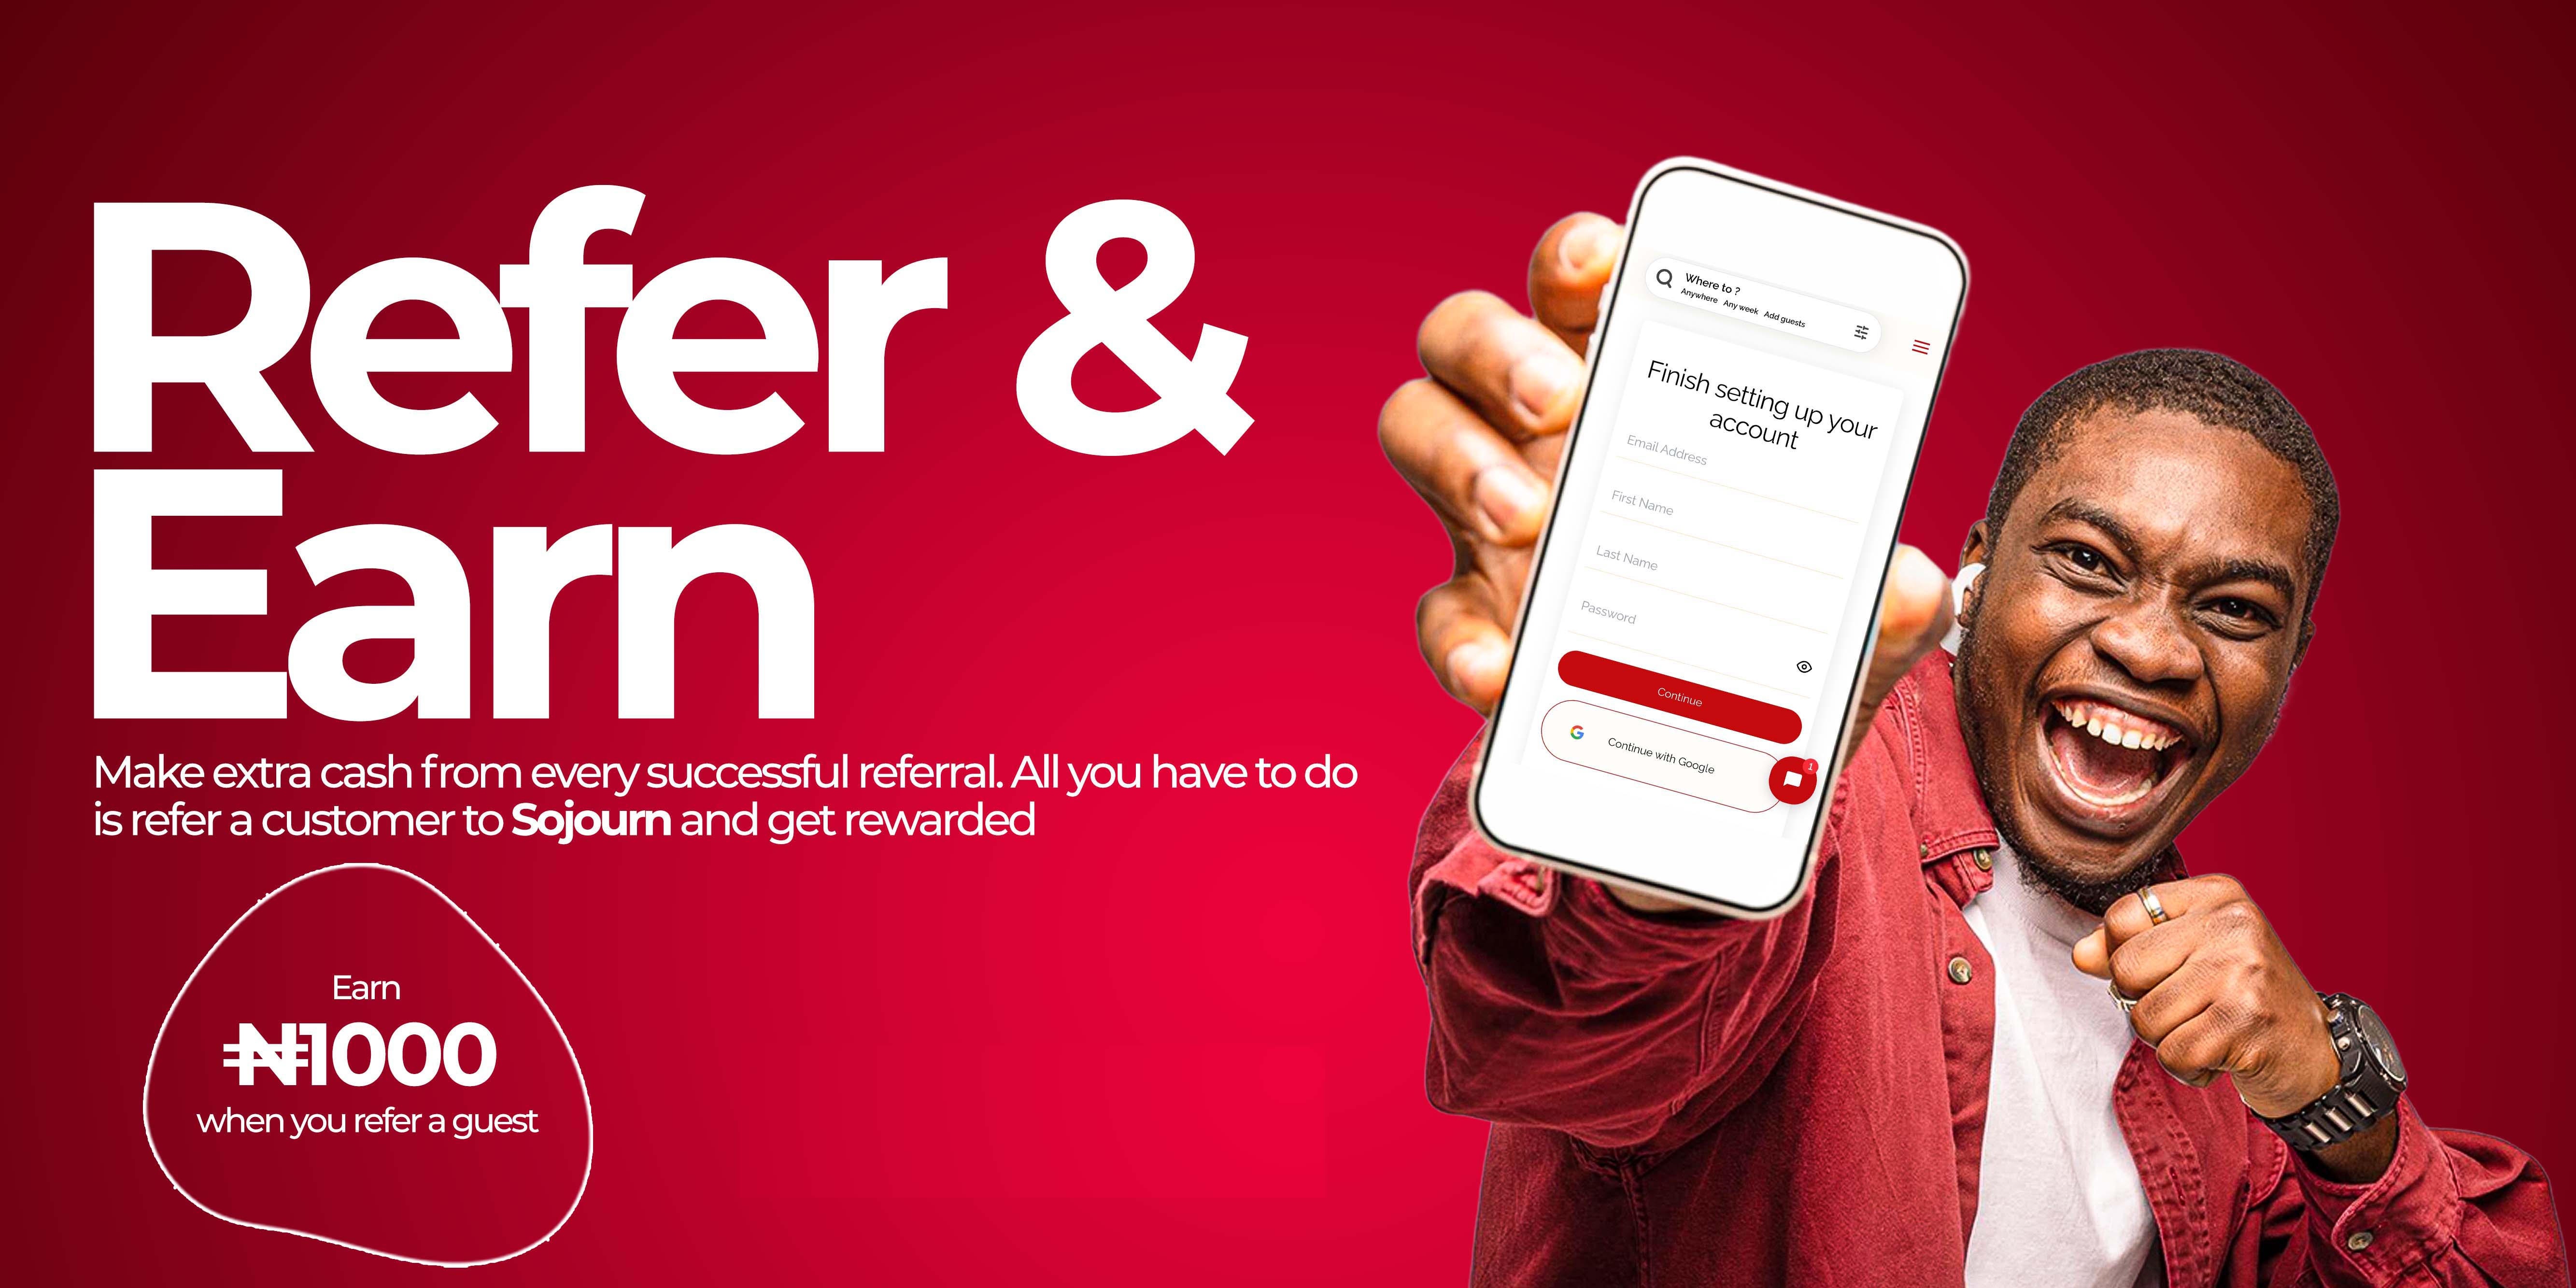 Refer &
Earn
Make extra cash from every successful referral. All you have to do
is refer a customer to Sojourn and get rewarded
Earn
₦1000
when you refer a guest
Where to ?
Anywhere Any week Add guests
Finish setting up your
account
Email Address
First Name
Last Name
Password
Continue
Continue with Google
1